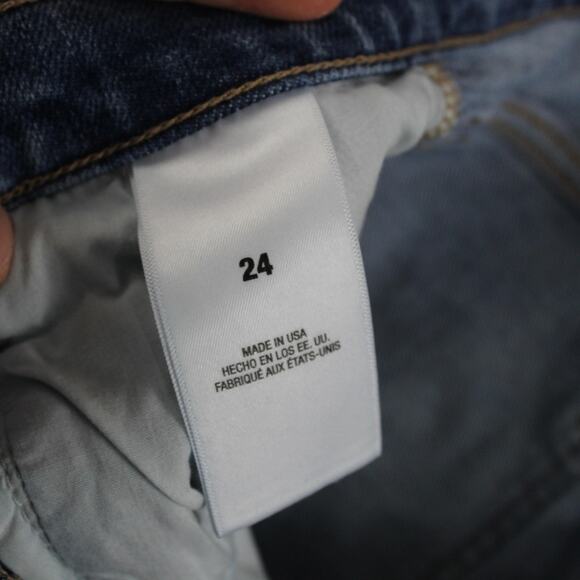 24
MADE IN USA
HECHO EN LOS EE. UU.
FABRIQUÉ AUX ÉTATS-UNIS